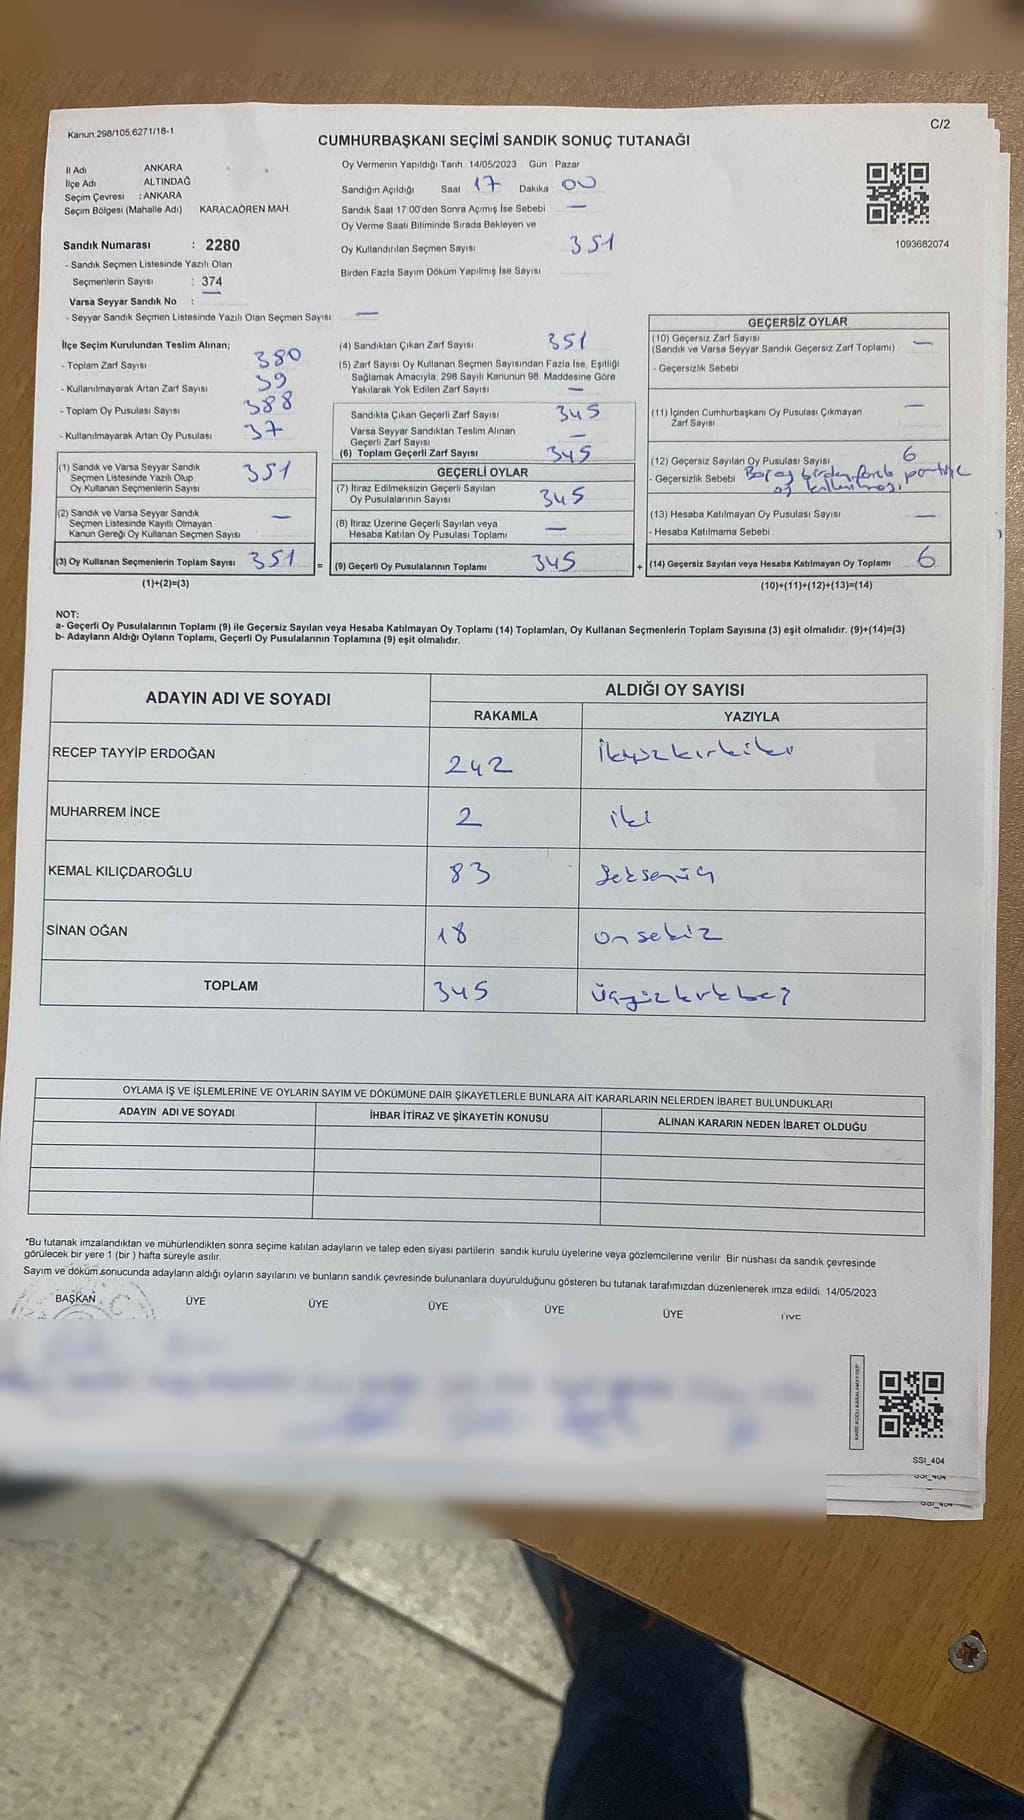 Kanun 298/105,6271/18-1
C/2
CUMHURBAŞKANI SEÇİMİ SANDIK SONUÇ TUTANAĞI
İl Adı : ANKARA
İlçe Adı : ALTINDAĞ
Seçim Çevresi : ANKARA
Seçim Bölgesi (Mahalle Adı) KARACAÖREN MAH.
Sandık Numarası : 2280
- Sandık Seçmen Listesinde Yazılı Olan
Seçmenlerin Sayısı : 374
Varsa Seyyar Sandık No :
- Seyyar Sandık Seçmen Listesinde Yazılı Olan Seçmen Sayısı: —
Oy Vermenin Yapıldığı Tarih 14/05/2023 Gün Pazar
Sandığın Açıldığı Saat 17 Dakika 00
Sandık Saat 17:00'den Sonra Açımış İse Sebebi —
Oy Verme Saati Bitiminde Sırada Bekleyen ve
Oy Kullandırılan Seçmen Sayısı 351
Birden Fazla Sayım Döküm Yapılmış İse Sayısı
1093682074
İlçe Seçim Kurulundan Teslim Alınan;
- Toplam Zarf Sayısı 380
- Kullanılmayarak Artan Zarf Sayısı 39
- Toplam Oy Pusulası Sayısı 388
- Kullanılmayarak Artan Oy Pusulası 37
(1) Sandık ve Varsa Seyyar Sandık
Seçmen Listesinde Yazılı Olup
Oy Kullanan Seçmenlerin Sayısı 351
(2) Sandık ve Varsa Seyyar Sandık
Seçmen Listesinde Kayıtlı Olmayan
Kanun Gereği Oy Kullanan Seçmen Sayısı —
(3) Oy Kullanan Seçmenlerin Toplam Sayısı 351
(1)+(2)=(3)
(4) Sandıktan Çıkan Zarf Sayısı 351
(5) Zarf Sayısı Oy Kullanan Seçmen Sayısından Fazla İse, Eşitliği
Sağlamak Amacıyla, 298 Sayılı Kanunun 98. Maddesine Göre
Yakılarak Yok Edilen Zarf Sayısı —
Sandıkta Çıkan Geçerli Zarf Sayısı 345
Varsa Seyyar Sandıktan Teslim Alınan
Geçerli Zarf Sayısı —
(6) Toplam Geçerli Zarf Sayısı 345
GEÇERLİ OYLAR
(7) İtiraz Edilmeksizin Geçerli Sayılan
Oy Pusulalarının Sayısı 345
(8) İtiraz Üzerine Geçerli Sayılan veya
Hesaba Katılan Oy Pusulası Toplamı —
= (9) Geçerli Oy Pusulalarının Toplamı 345 +
GEÇERSİZ OYLAR
(10) Geçersiz Zarf Sayısı
(Sandık ve Varsa Seyyar Sandık Geçersiz Zarf Toplamı) —
- Geçersizlik Sebebi
(11) İçinden Cumhurbaşkanı Oy Pusulası Çıkmayan
Zarf Sayısı —
(12) Geçersiz Sayılan Oy Pusulası Sayısı 6
- Geçersizlik Sebebi birden fazla partiye
oy
(13) Hesaba Katılmayan Oy Pusulası Sayısı —
- Hesaba Katılmama Sebebi
(14) Geçersiz Sayılan veya Hesaba Katılmayan Oy Toplamı 6
(10)+(11)+(12)+(13)=(14)
NOT:
a- Geçerli Oy Pusulalarının Toplamı (9) ile Geçersiz Sayılan veya Hesaba Katılmayan Oy Toplamı (14) Toplamları, Oy Kullanan Seçmenlerin Toplam Sayısına (3) eşit olmalıdır. (9)+(14)=(3)
b- Adayların Aldığı Oyların Toplamı, Geçerli Oy Pusulalarının Toplamına (9) eşit olmalıdır.
ADAYIN ADI VE SOYADI
ALDIĞI OY SAYISI
RAKAMLA YAZIYLA
RECEP TAYYİP ERDOĞAN 242 İkiyüzkırkiki
MUHARREM İNCE 2 iki
KEMAL KILIÇDAROĞLU 83 Seksenüç
SİNAN OĞAN 18 onsekiz
TOPLAM 345 Üçyüzkırkbeş
OYLAMA İŞ VE İŞLEMLERİNE VE OYLARIN SAYIM VE DÖKÜMÜNE DAİR ŞİKAYETLERLE BUNLARA AİT KARARLARIN NELERDEN İBARET BULUNDUKLARI
ADAYIN ADI VE SOYADI İHBAR İTİRAZ VE ŞİKAYETİN KONUSU ALINAN KARARIN NEDEN İBARET OLDUĞU
*Bu tutanak imzalandıktan ve mühürlendikten sonra seçime katılan adayların ve talep eden siyasi partilerin sandık kurulu üyelerine veya gözlemcilerine verilir. Bir nüshası da sandık çevresinde
görülecek bir yere 1 (bir) hafta süreyle asılır.
Sayım ve döküm sonucunda adayların aldığı oyların sayılarını ve bunların sandık çevresinde bulunanlara duyurulduğunu gösteren bu tutanak tarafımızdan düzenlenerek imza edildi. 14/05/2023
BAŞKAN ÜYE ÜYE ÜYE ÜYE ÜYE ÜYE
SSI_404
SSI_404
SSI_404